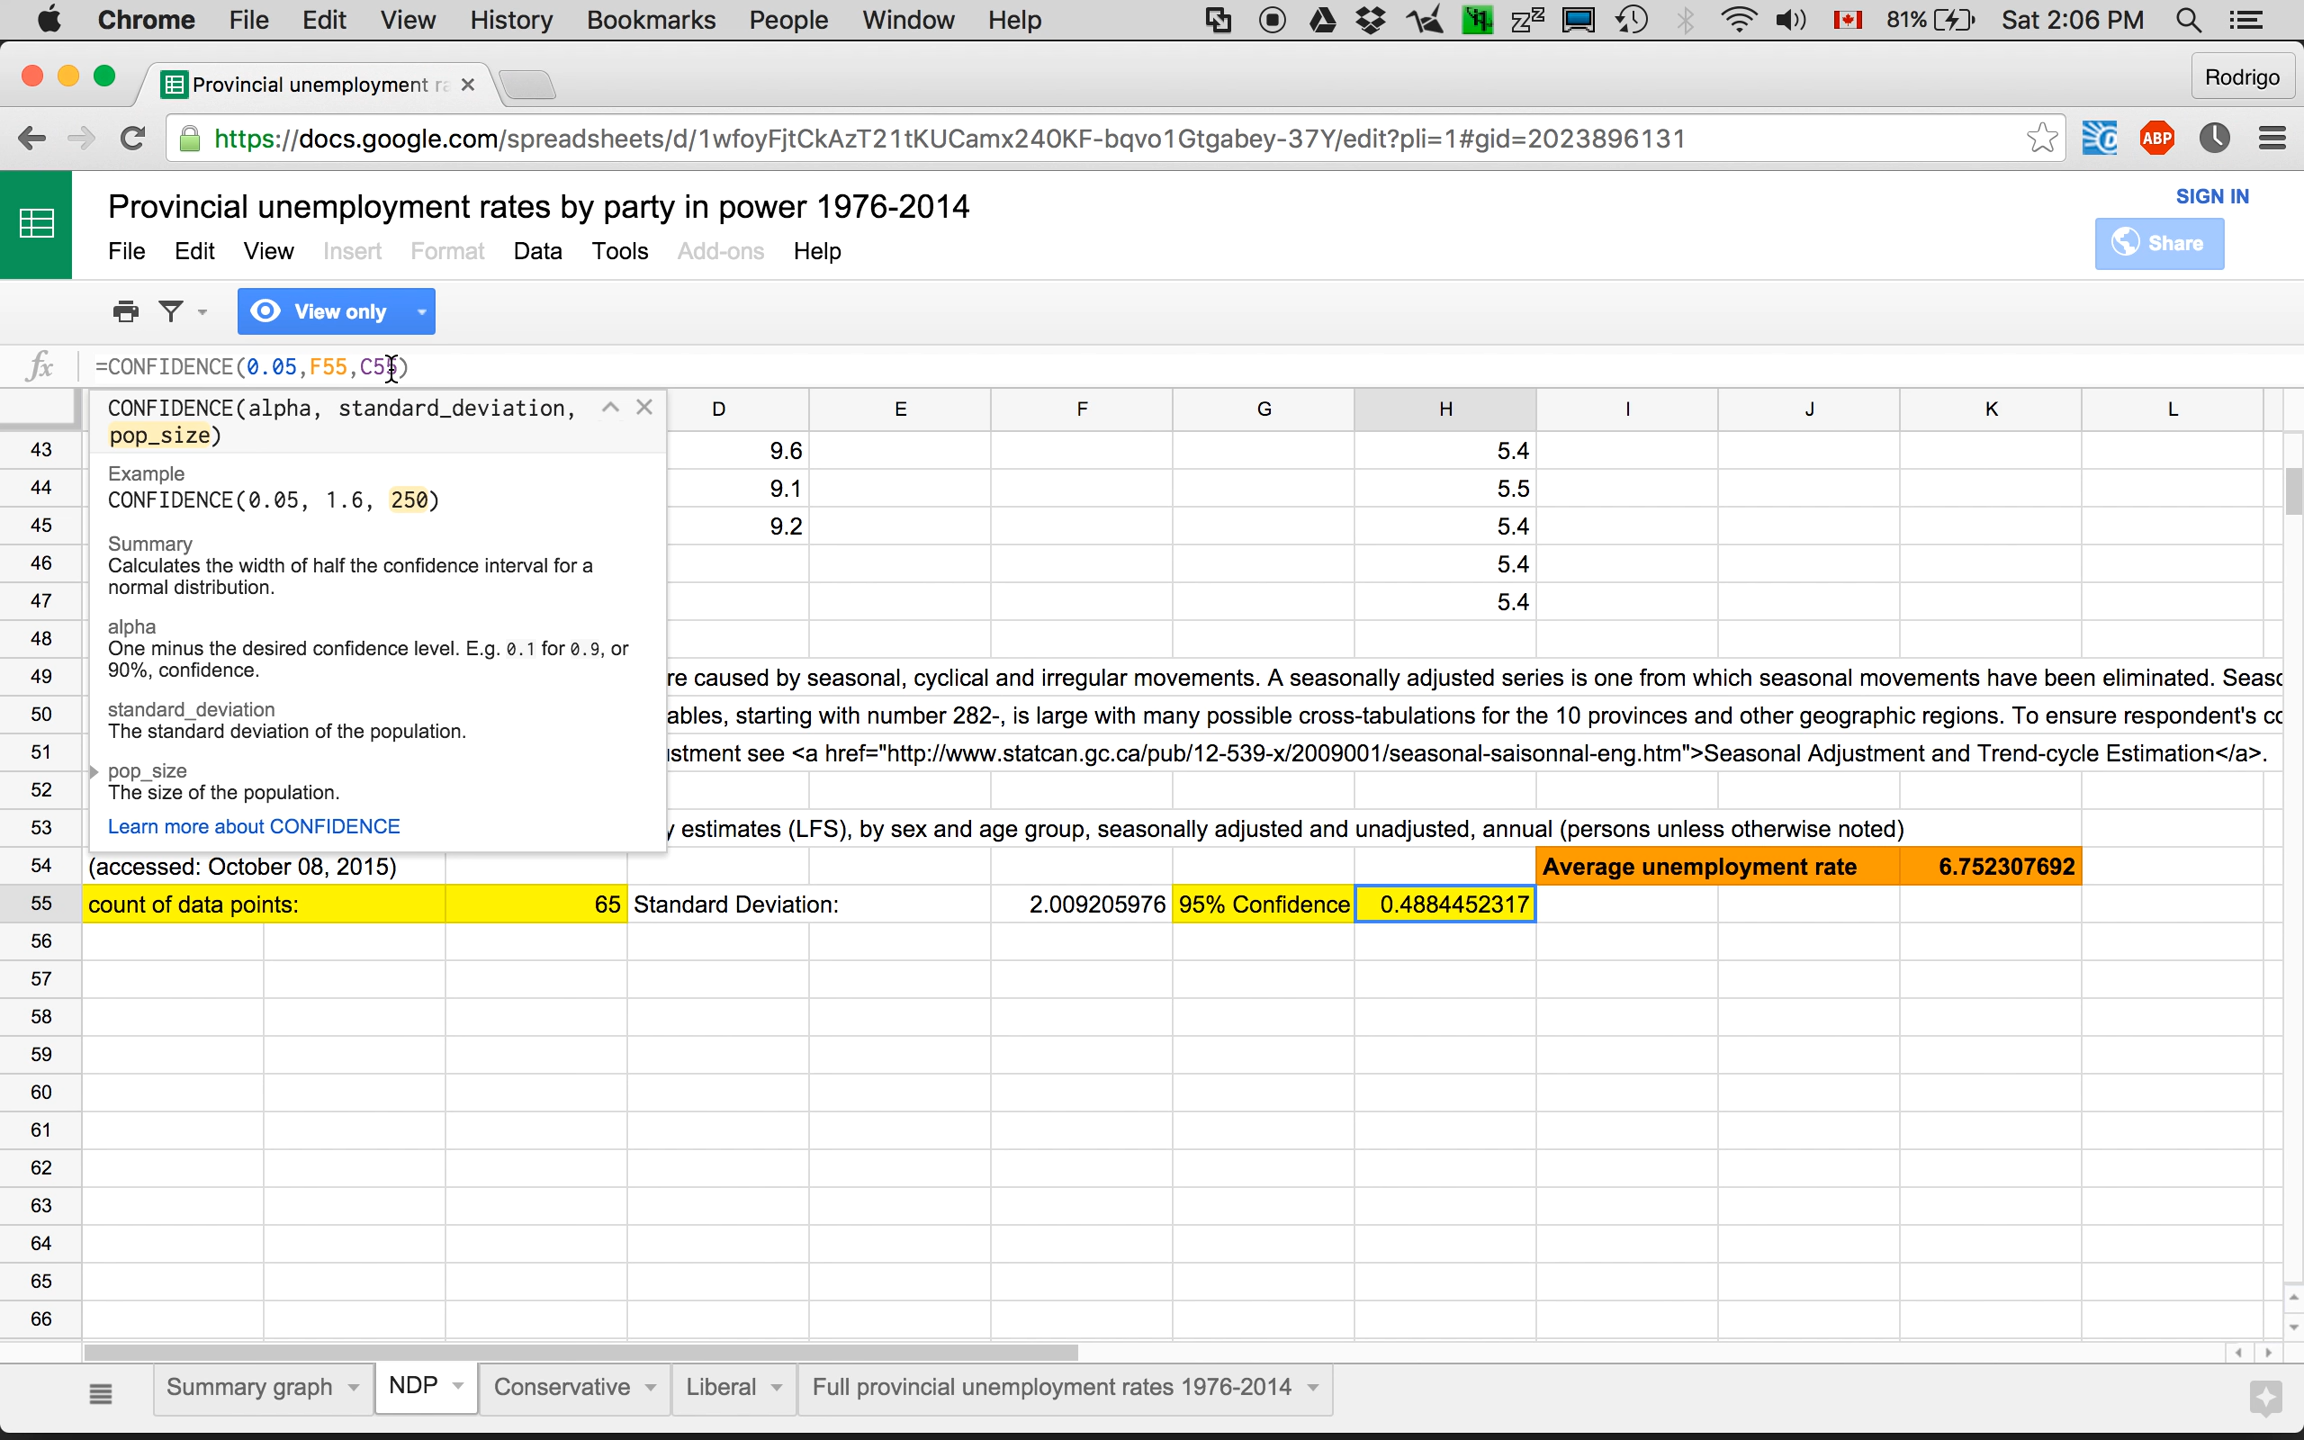 Chrome File Edit View History Bookmarks People Window Help 81% Sat 2:06 PM
Provincial unemployment ra Rodrigo
https://docs.google.com/spreadsheets/d/1wfoyFjtCkAzT21tKUCamx240KF-bqvo1Gtgabey-37Y/edit?pli=1#gid=2023896131 ABP
Provincial unemployment rates by party in power 1976-2014 SIGN IN
File Edit View Insert Format Data Tools Add-ons Help Share
View only
fx =CONFIDENCE(0.05,F55,C55)
CONFIDENCE(alpha, standard_deviation,
pop_size)
Example
CONFIDENCE(0.05, 1.6, 250)
Summary
Calculates the width of half the confidence interval for a
normal distribution.
alpha
One minus the desired confidence level. E.g. 0.1 for 0.9, or
90%, confidence.
standard_deviation
The standard deviation of the population.
pop_size
The size of the population.
Learn more about CONFIDENCE
D E F G H I J K L
43 9.6 5.4
44 9.1 5.5
45 9.2 5.4
46 5.4
47 5.4
48
49 re caused by seasonal, cyclical and irregular movements. A seasonally adjusted series is one from which seasonal movements have been eliminated. Seaso
50 ables, starting with number 282-, is large with many possible cross-tabulations for the 10 provinces and other geographic regions. To ensure respondent's co
51 stment see <a href="http://www.statcan.gc.ca/pub/12-539-x/2009001/seasonal-saisonnal-eng.htm">Seasonal Adjustment and Trend-cycle Estimation</a>.
52
53 y estimates (LFS), by sex and age group, seasonally adjusted and unadjusted, annual (persons unless otherwise noted)
54 (accessed: October 08, 2015) Average unemployment rate 6.752307692
55 count of data points: 65 Standard Deviation: 2.009205976 95% Confidence 0.4884452317
56
57
58
59
60
61
62
63
64
65
66
Summary graph NDP Conservative Liberal Full provincial unemployment rates 1976-2014